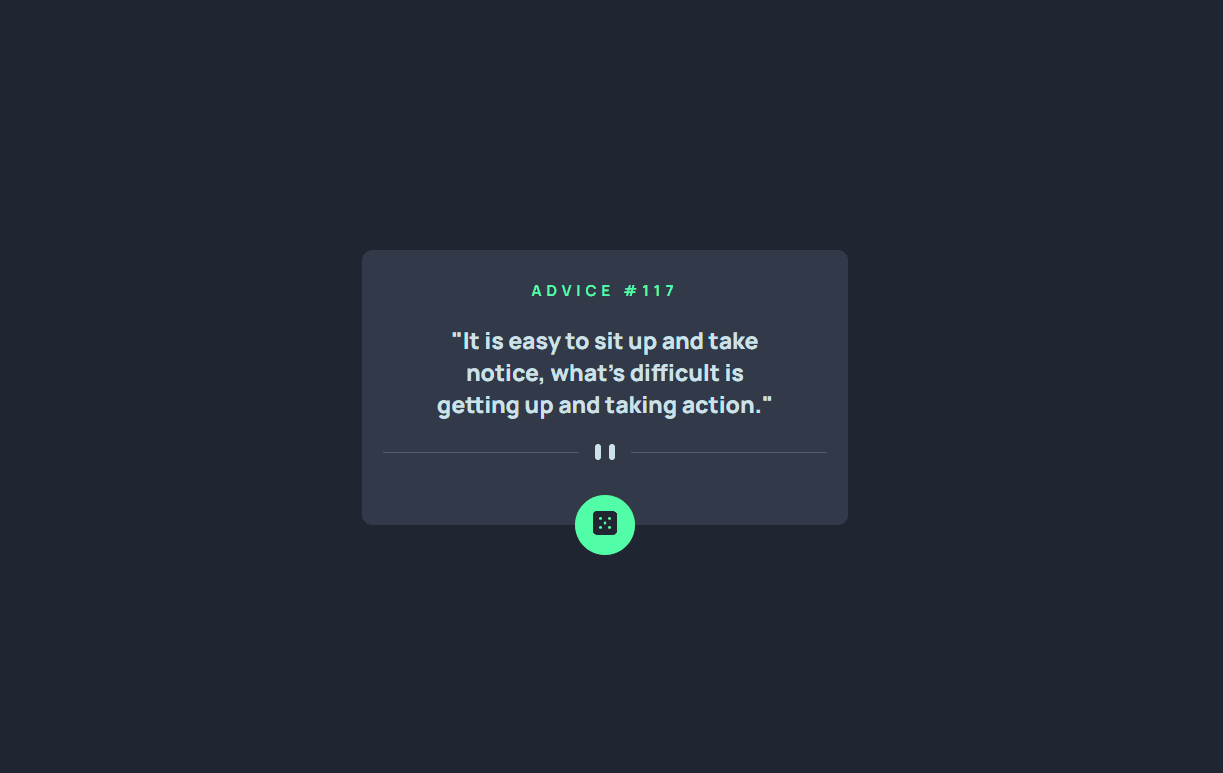 ADVICE #117
"It is easy to sit up and take
notice, what's difficult is
getting up and taking action."